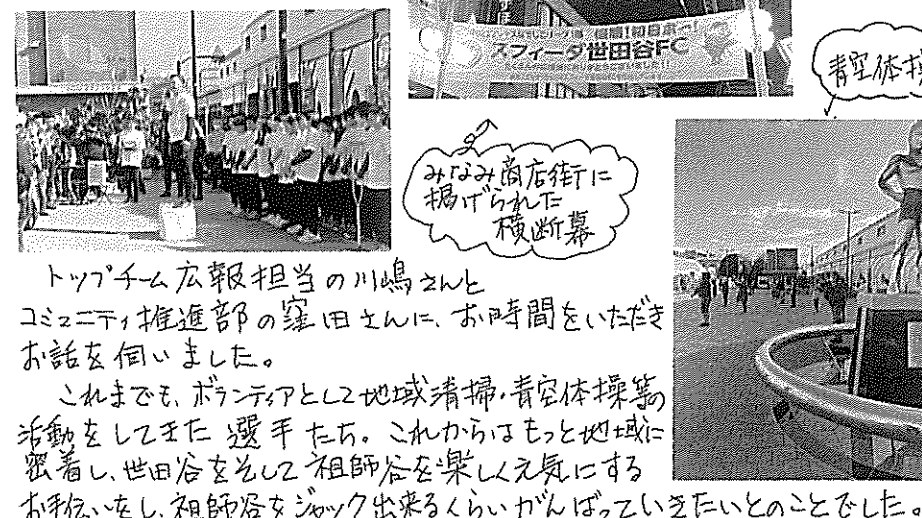 優勝!初日本一!
スフィーダ世田谷FC
青空体操
みなみ商店街に
掲げられた
横断幕
トップチーム広報担当の川嶋さんと
コミュニティ推進部の窪田さんに、お時間をいただき
お話を伺いました。
これまでも、ボランティアとして地域清掃・青空体操等の
活動をしてきた選手たち。これからはもっと地域に
密着し、世田谷をそして祖師谷を楽しく元気にする
お手伝いをし、祖師谷をジャック出来るくらいがんばっていきたいとのことでした。